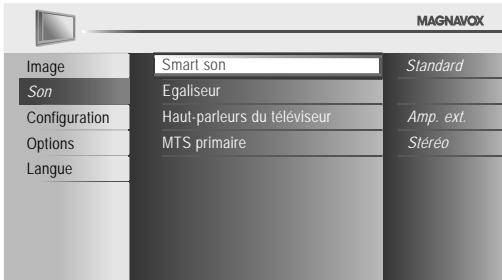 MAGNAVOX
Image
Smart son
Standard
Son
Egaliseur
Configuration
Haut-parleurs du téléviseur
Amp. ext.
Options
MTS primaire
Stéréo
Langue